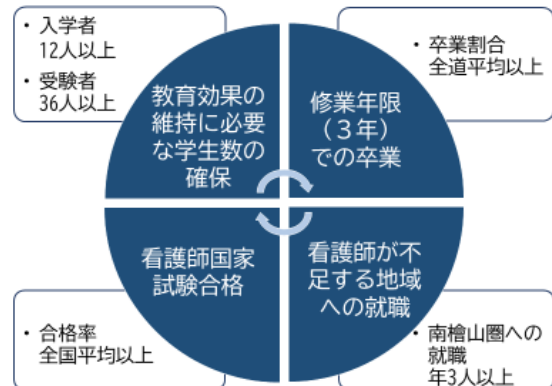 ・入学者
12人以上
・受験者
36人以上
教育効果の
維持に必要
な学生数の
確保
・卒業割合
全道平均以上
修業年限
（３年）
での卒業
看護師国家
試験合格
・合格率
全国平均以上
看護師が不
足する地域
への就職
・南檜山圏への
就職
年3人以上